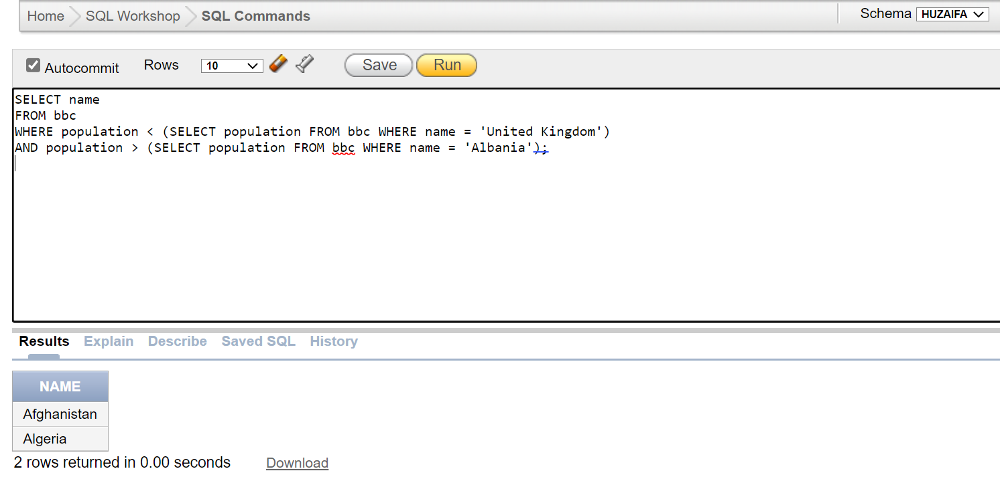 Home SQL Workshop SQL Commands Schema HUZAIFA
Autocommit Rows 10 Save Run
SELECT name
FROM bbc
WHERE population < (SELECT population FROM bbc WHERE name = 'United Kingdom')
AND population > (SELECT population FROM bbc WHERE name = 'Albania');
Results Explain Describe Saved SQL History
NAME
Afghanistan
Algeria
2 rows returned in 0.00 seconds Download